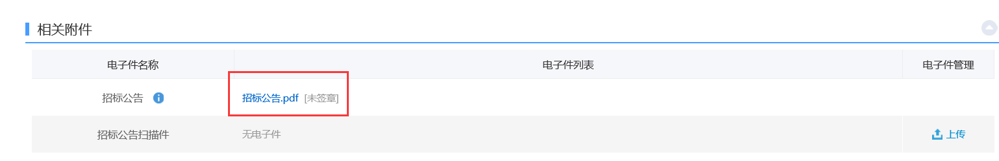 相关附件
电子件名称 电子件列表 电子件管理
招标公告 招标公告.pdf [未签章]
招标公告扫描件 无电子件 上传